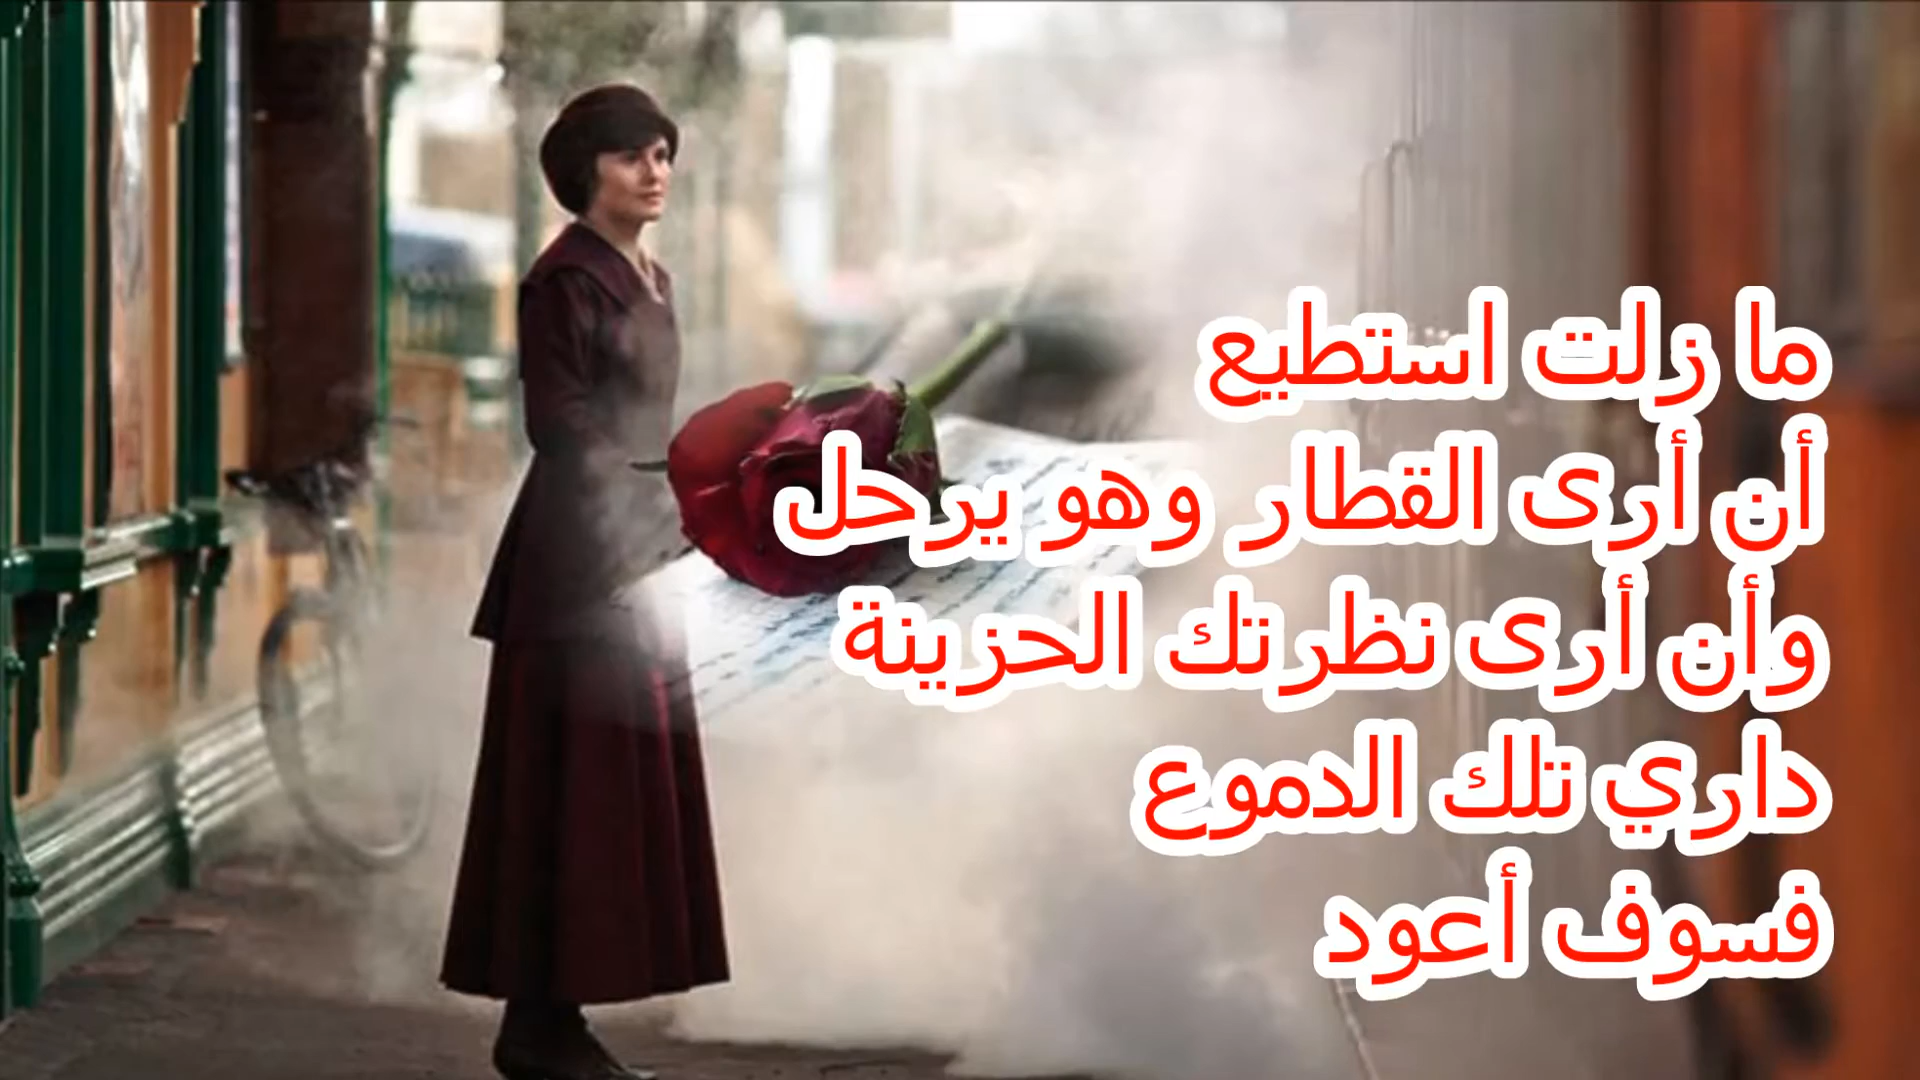 ما زلت استطيع
أن أرى القطار وهو يرحل
وأن أرى نظرتك الحزينة
داري تلك الدموع
فسوف أعود